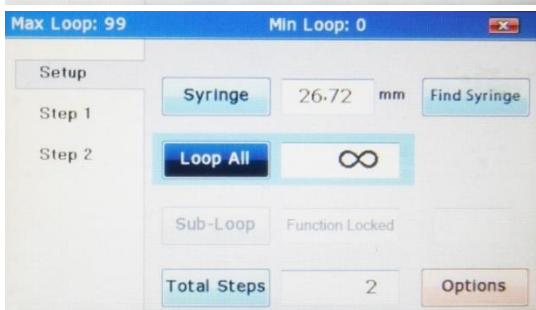 Max Loop: 99 Min Loop: 0
Setup
Syringe 26.72 mm Find Syringe
Step 1
Step 2
Loop All ∞
Sub-Loop Function Locked
Total Steps 2 Options